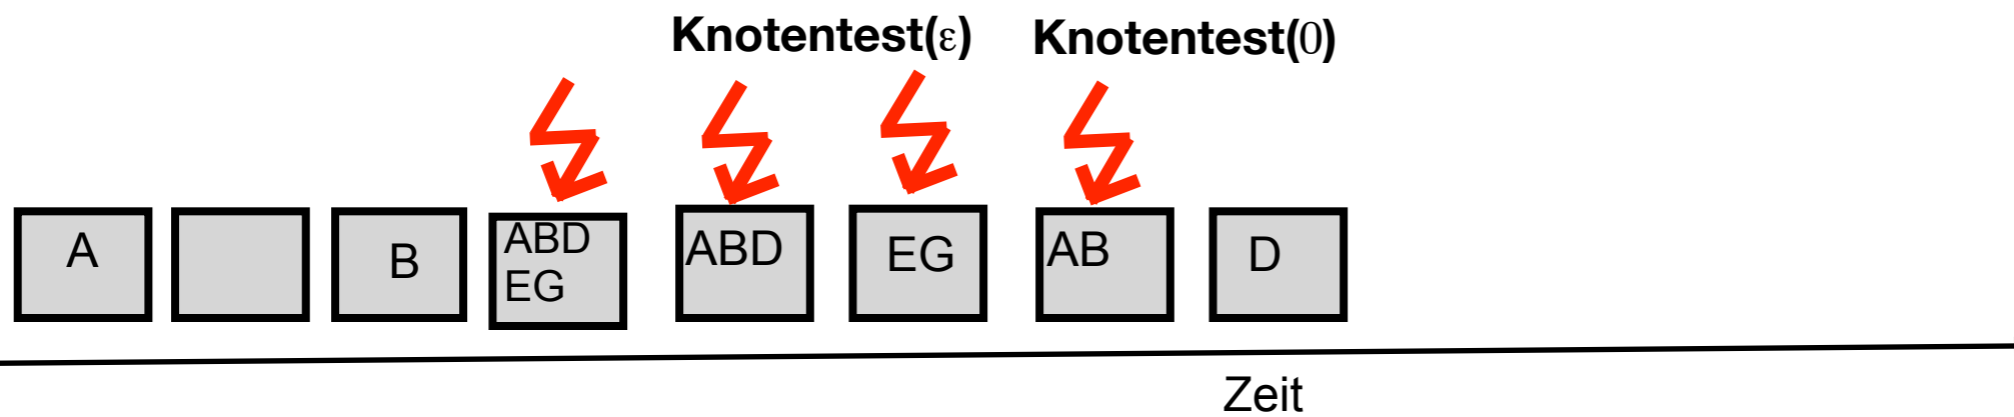 Knotentest(ε) Knotentest(0)
A B ABD ABD EG AB D
EG
Zeit